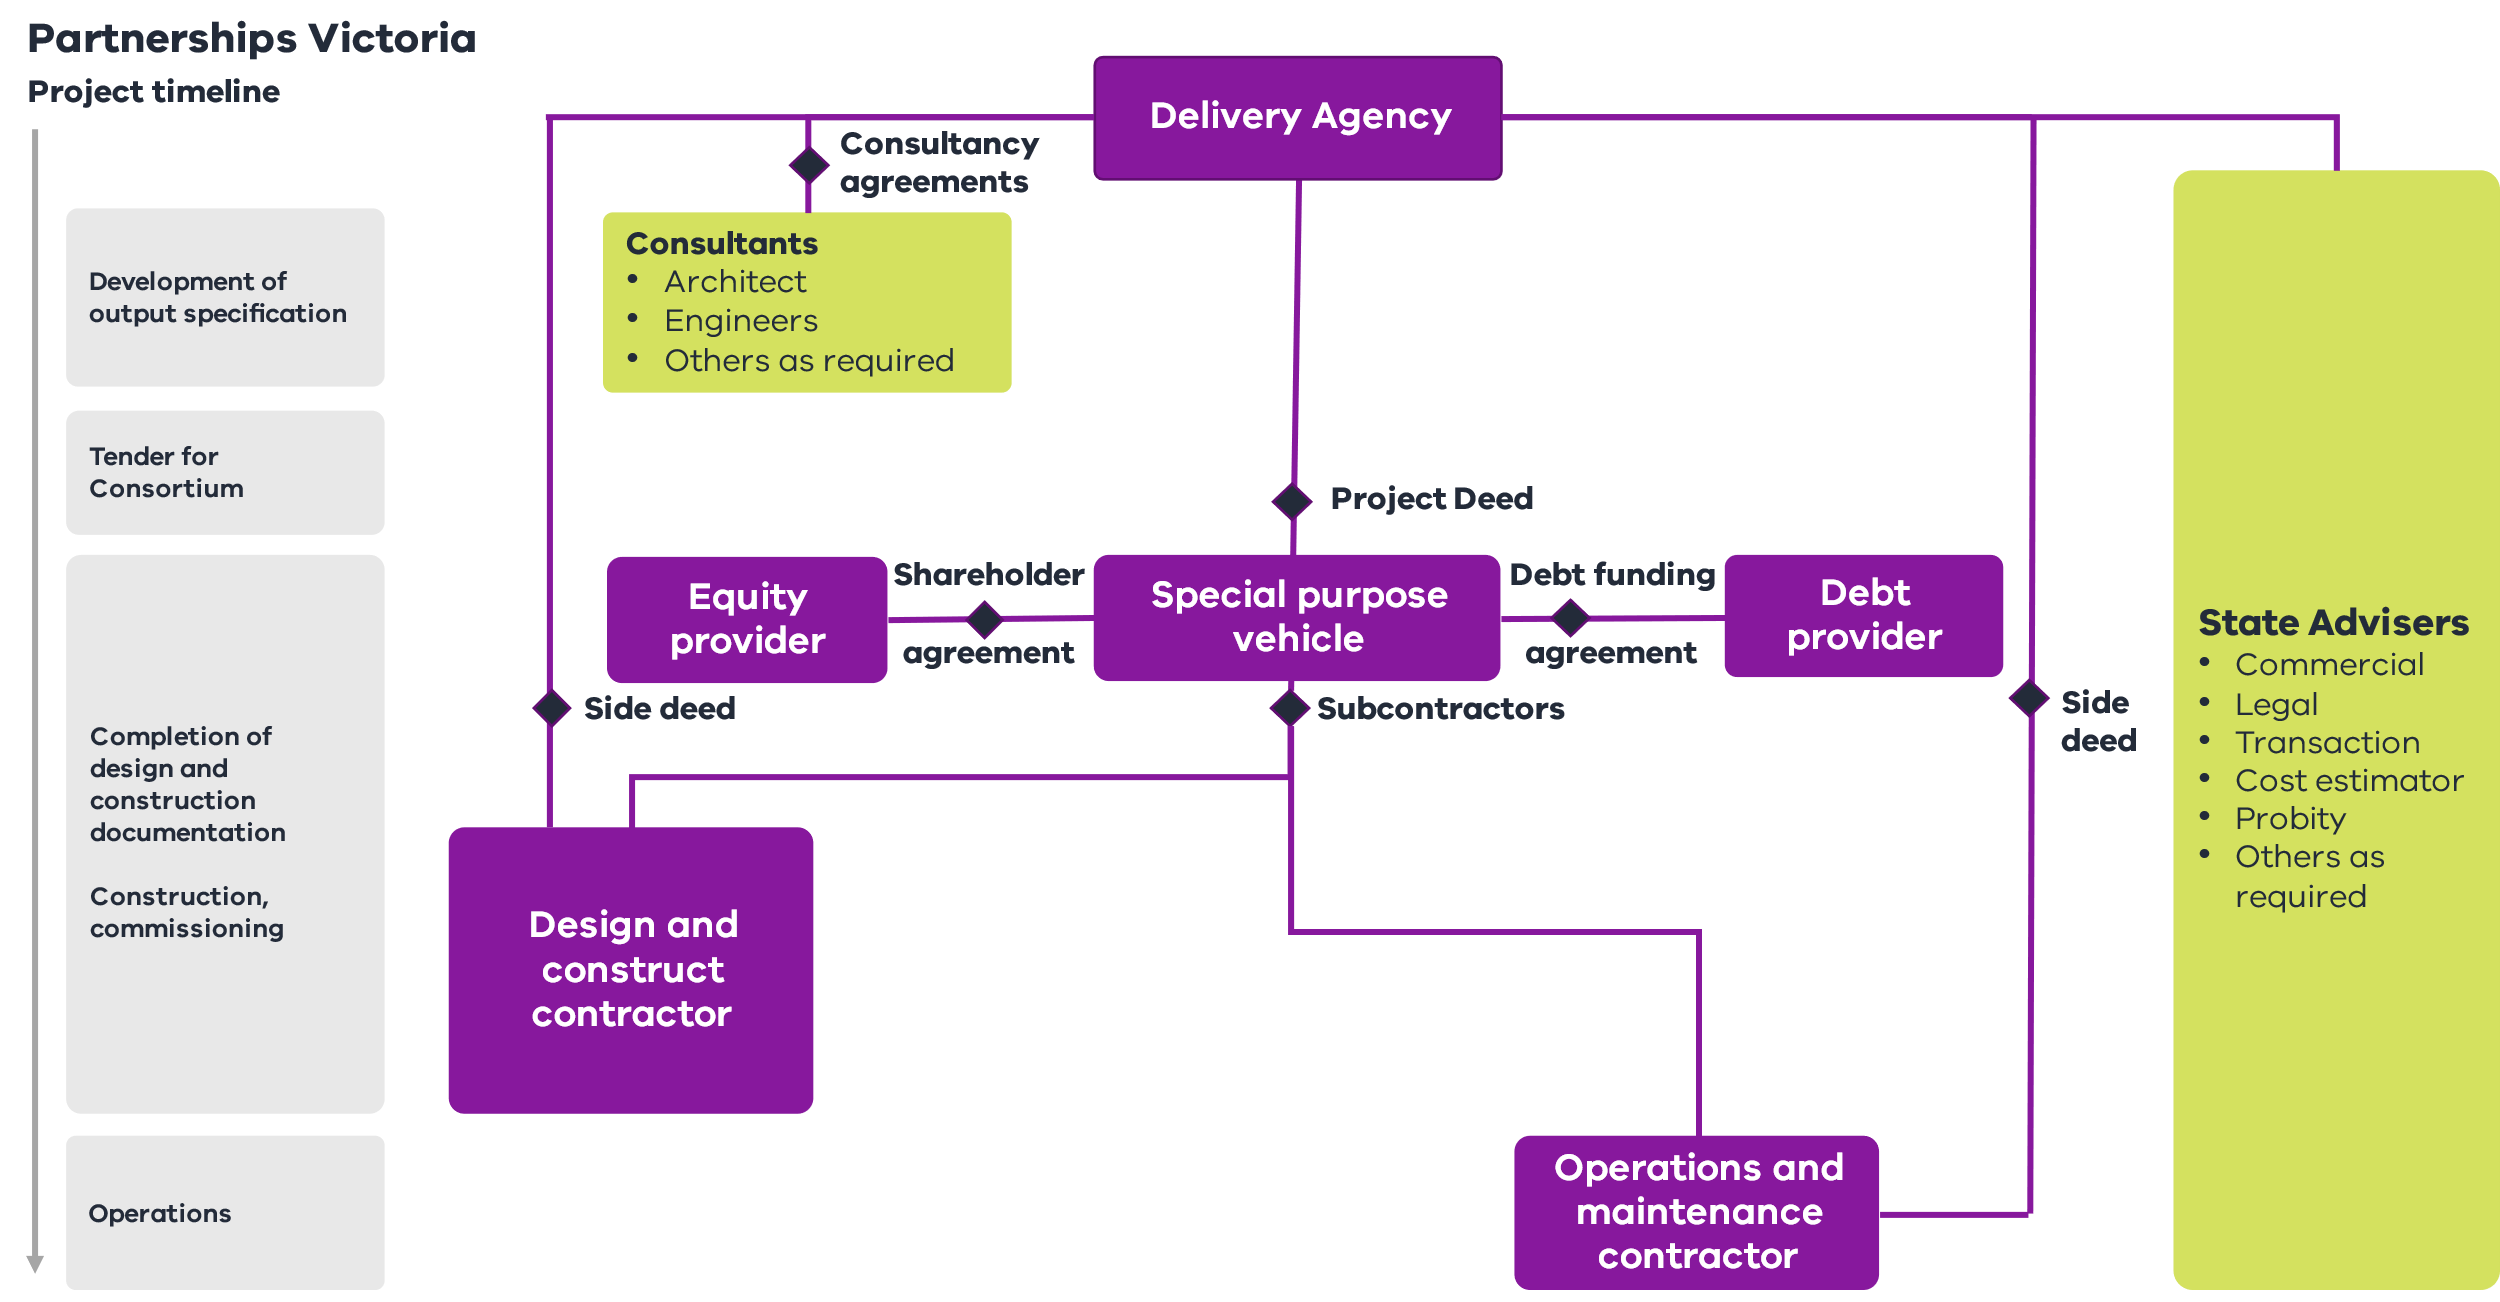 Partnerships Victoria
Project timeline
Delivery Agency
Consultancy
agreements
Development of
output specification
Consultants
• Architect
• Engineers
• Others as required
Tender for
Consortium
Project Deed
Equity
provider
Shareholder
agreement
Special purpose
vehicle
Debt funding
agreement
Debt
provider
Side deed
Subcontractors
Side
deed
State Advisers
• Commercial
• Legal
• Transaction
• Cost estimator
• Probity
• Others as
required
Completion of
design and
construction
documentation
Construction,
commissioning
Design and
construct
contractor
Operations
Operations and
maintenance
contractor